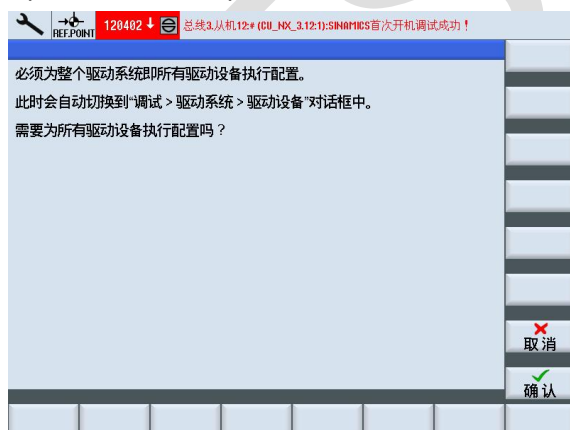 REF.POINT
120402
总线3.从机12:# (CU_NX_3.12:1):SINAMICS首次开机调试成功！
必须为整个驱动系统即所有驱动设备执行配置。
此时会自动切换到“调试 > 驱动系统 > 驱动设备”对话框中。
需要为所有驱动设备执行配置吗？
取消
确认